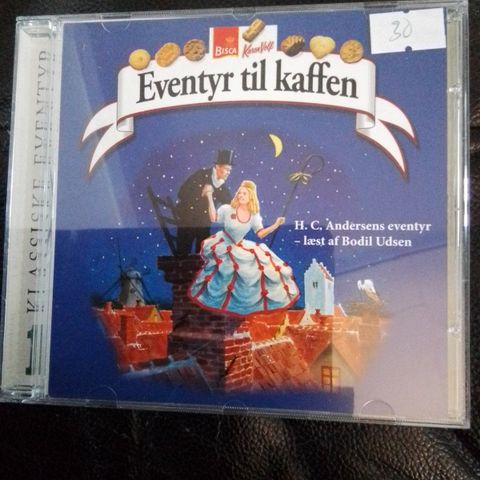 30
BISCA
Karen Volf
Eventyr til kaffen
H. C. Andersens eventyr
– læst af Bodil Udsen
KLASSISKE EVENTYR